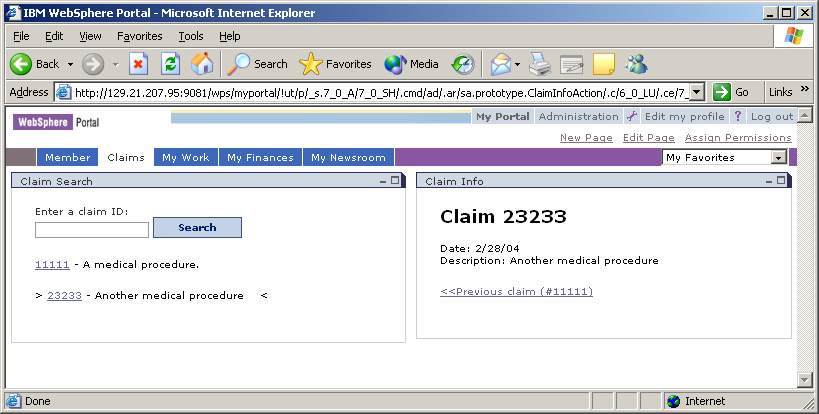 IBM WebSphere Portal - Microsoft Internet Explorer
File Edit View Favorites Tools Help
Back Search Favorites Media
Address http://129.21.207.95:9081/wps/myportal/!ut/p/_s.7_0_A/7_0_SH/.cmd/ad/.ar/sa.prototype.ClaimInfoAction/.c/6_0_LU/.ce/7_ Go Links »
WebSphere Portal My Portal Administration Edit my profile ? Log out
New Page Edit Page Assign Permissions
Member Claims My Work My Finances My Newsroom My Favorites
Claim Search
Enter a claim ID:
Search
11111 - A medical procedure.
> 23233 - Another medical procedure <
Claim Info
Claim 23233
Date: 2/28/04
Description: Another medical procedure
<<Previous claim (#11111)
Done Internet